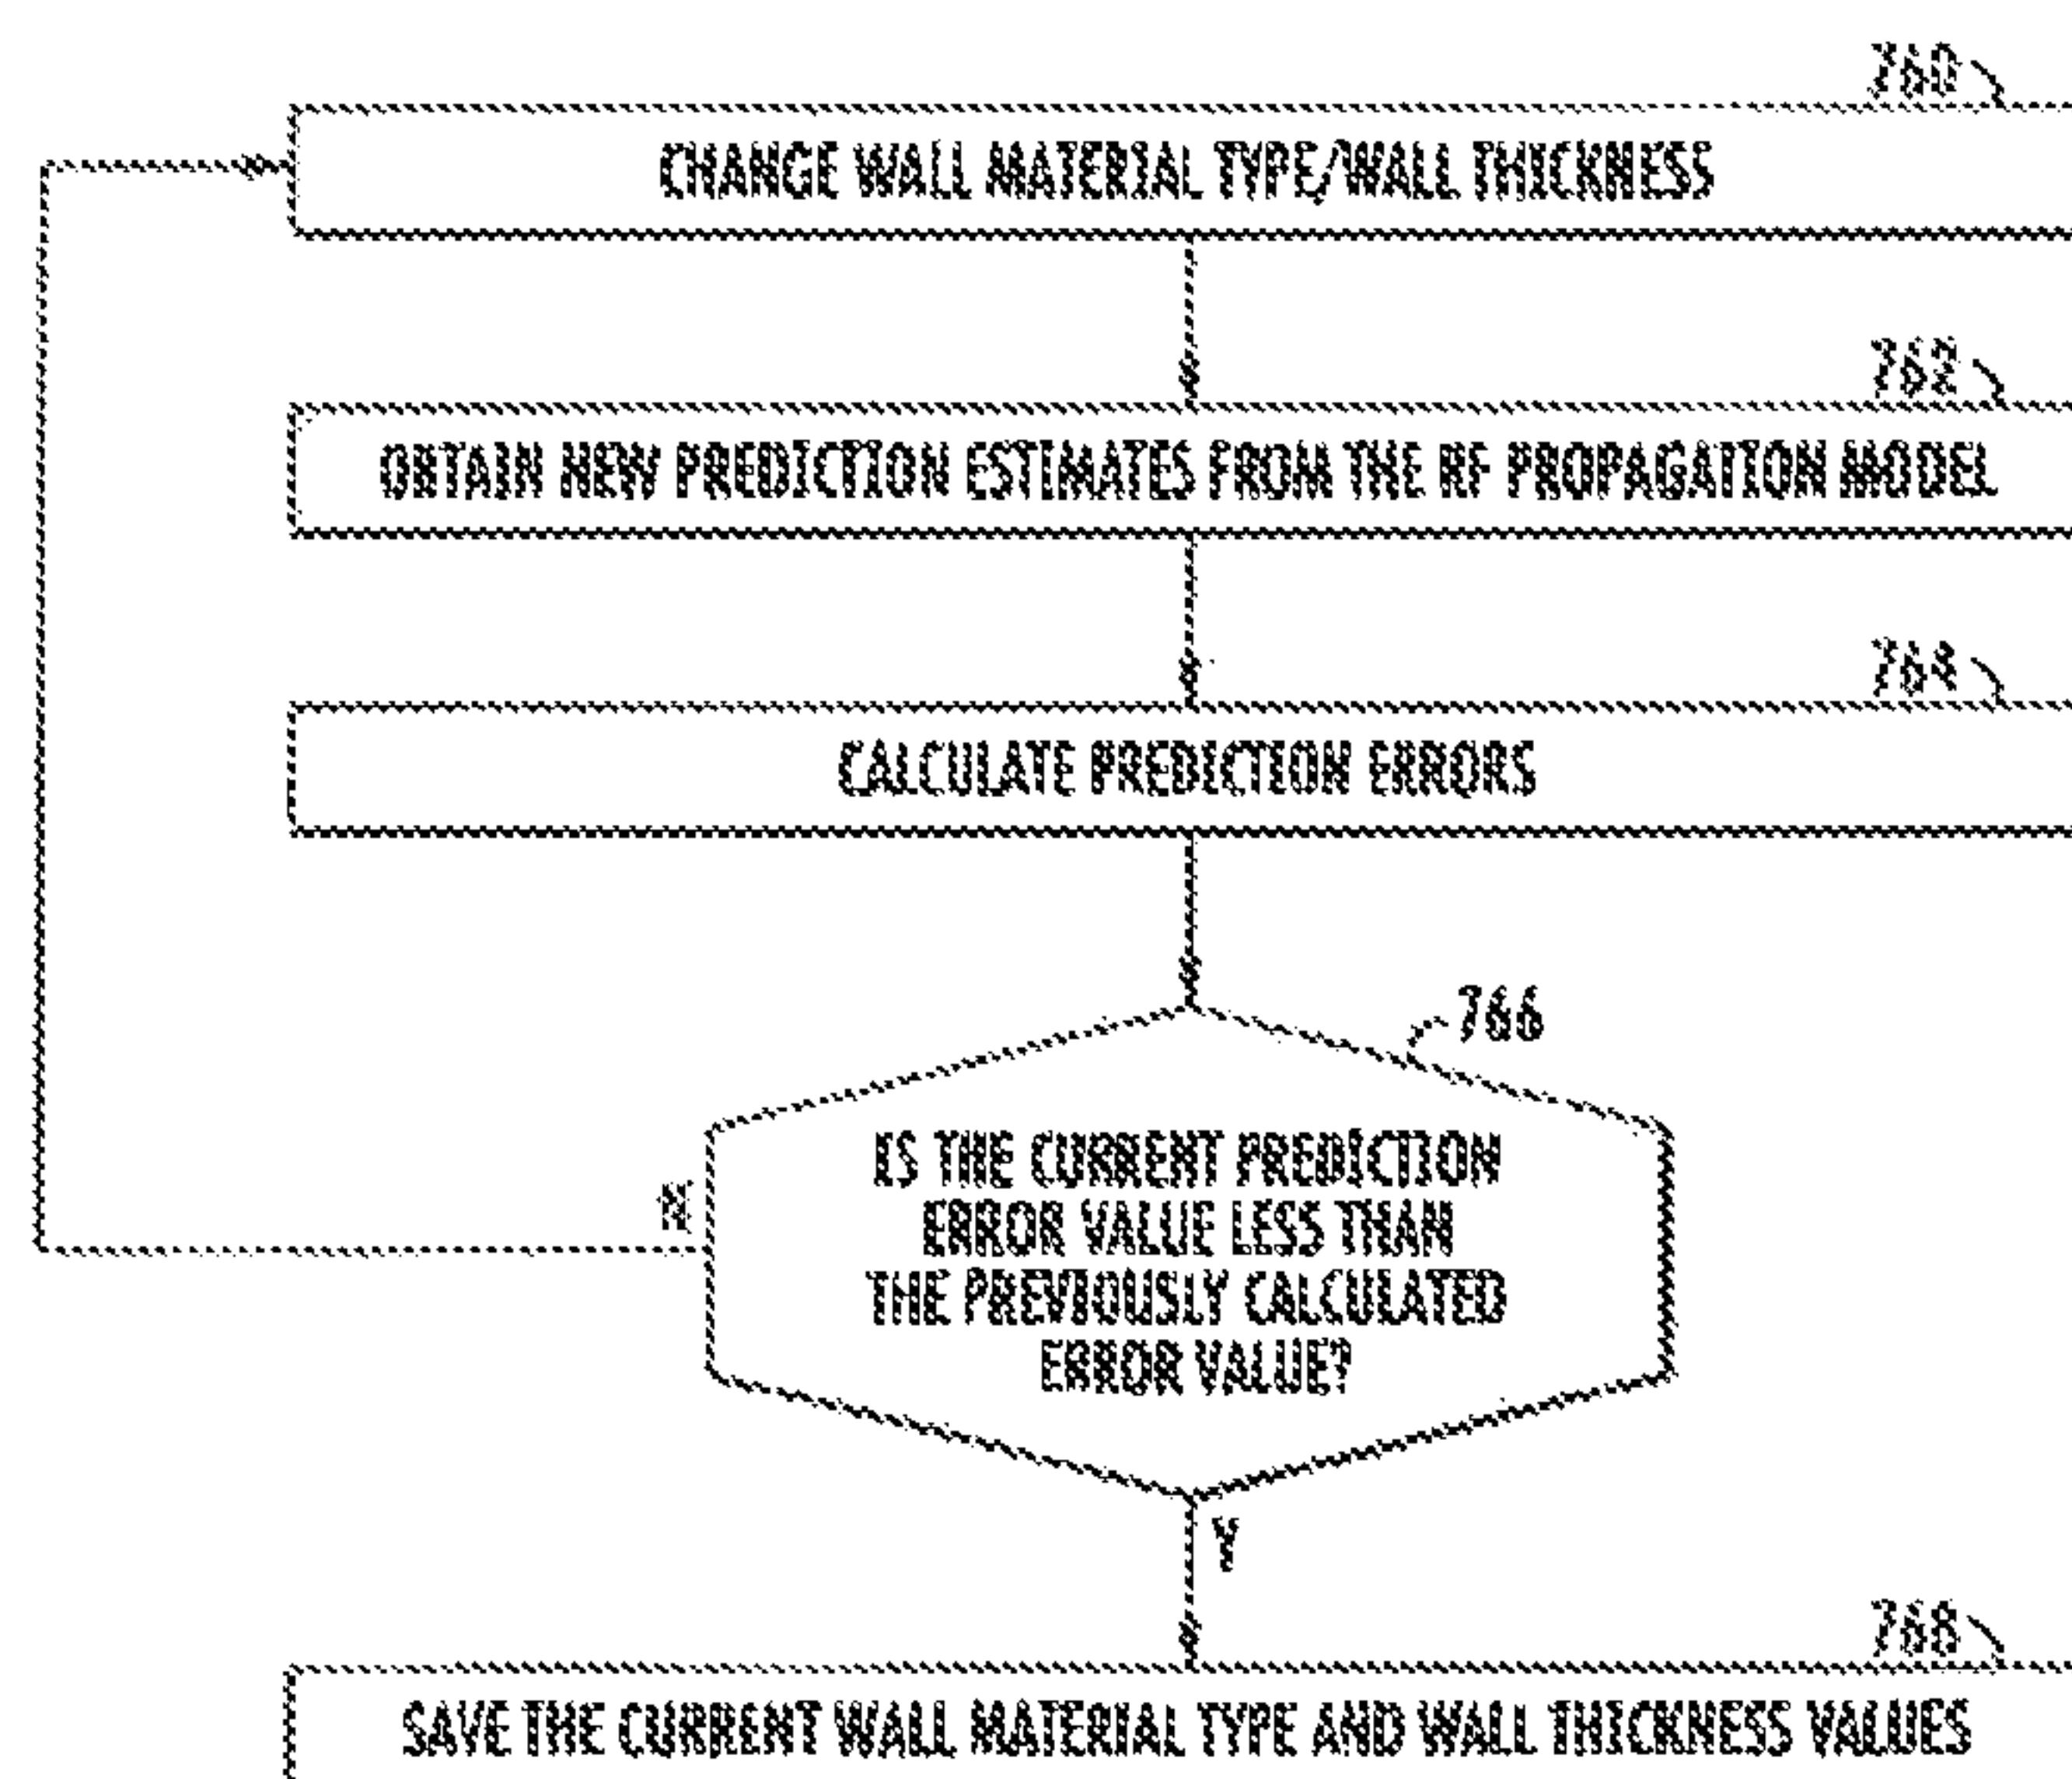 760
CHANGE WALL MATERIAL TYPE/WALL THICKNESS
762
OBTAIN NEW PREDICTION ESTIMATES FROM THE RF PROPAGATION MODEL
764
CALCULATE PREDICTION ERRORS
766
IS THE CURRENT PREDICTION
ERROR VALUE LESS THAN
THE PREVIOUSLY CALCULATED
ERROR VALUE?
N
Y
768
SAVE THE CURRENT WALL MATERIAL TYPE AND WALL THICKNESS VALUES